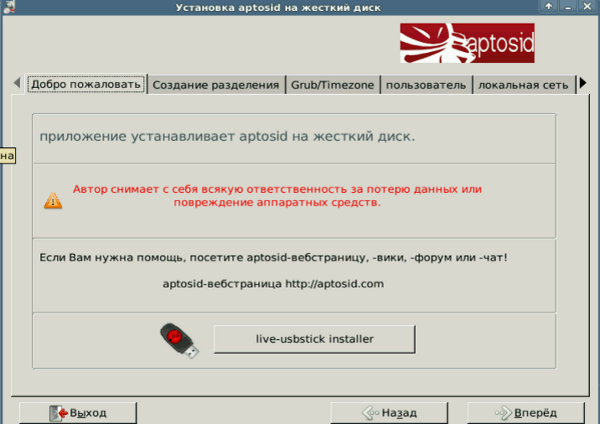 Установка aptosid на жесткий диск
aptosid
Добро пожаловать
Создание разделения
Grub/Timezone
пользователь
локальная сеть
на
приложение устанавливает aptosid на жесткий диск.
Автор снимает с себя всякую ответственность за потерю данных или
повреждение аппаратных средств.
Если Вам нужна помощь, посетите aptosid-вебстраницу, -вики, -форум или -чат!
aptosid-вебстраница http://aptosid.com
live-usbstick installer
Выход
Назад
Вперёд